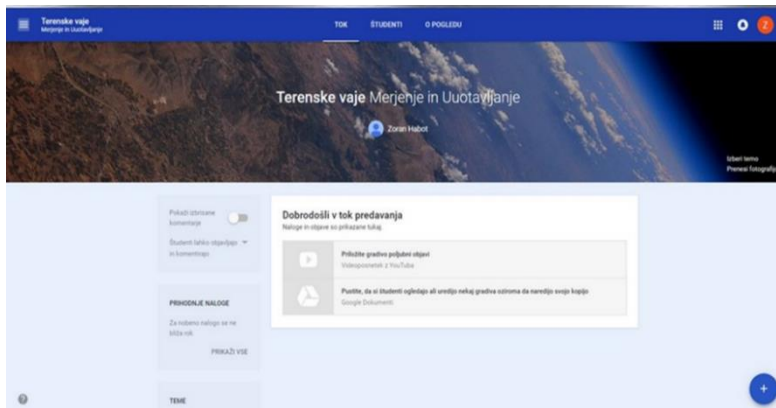 Terenske vaje
Merjenje in Uuotavljanje
TOK ŠTUDENTI O POGLEDU
Z
Terenske vaje Merjenje in Uuotavljanje
Zoran Habot
Izberi temo
Prenesi fotografijo
Pokaži izbrisane
komentarje
Študenti lahko objavljajo
in komentirajo
PRIHODNJE NALOGE
Za nobeno nalogo se ne
bliža rok
PRIKAŽI VSE
TEME
Dobrodošli v tok predavanja
Naloge in objave so prikazane tukaj
Priložite gradivo poljubni objavi
Videoposnetek z YouTuba
Pustite, da si študenti ogledajo ali uredijo nekaj gradiva oziroma da naredijo svojo kopijo
Google Dokumenti